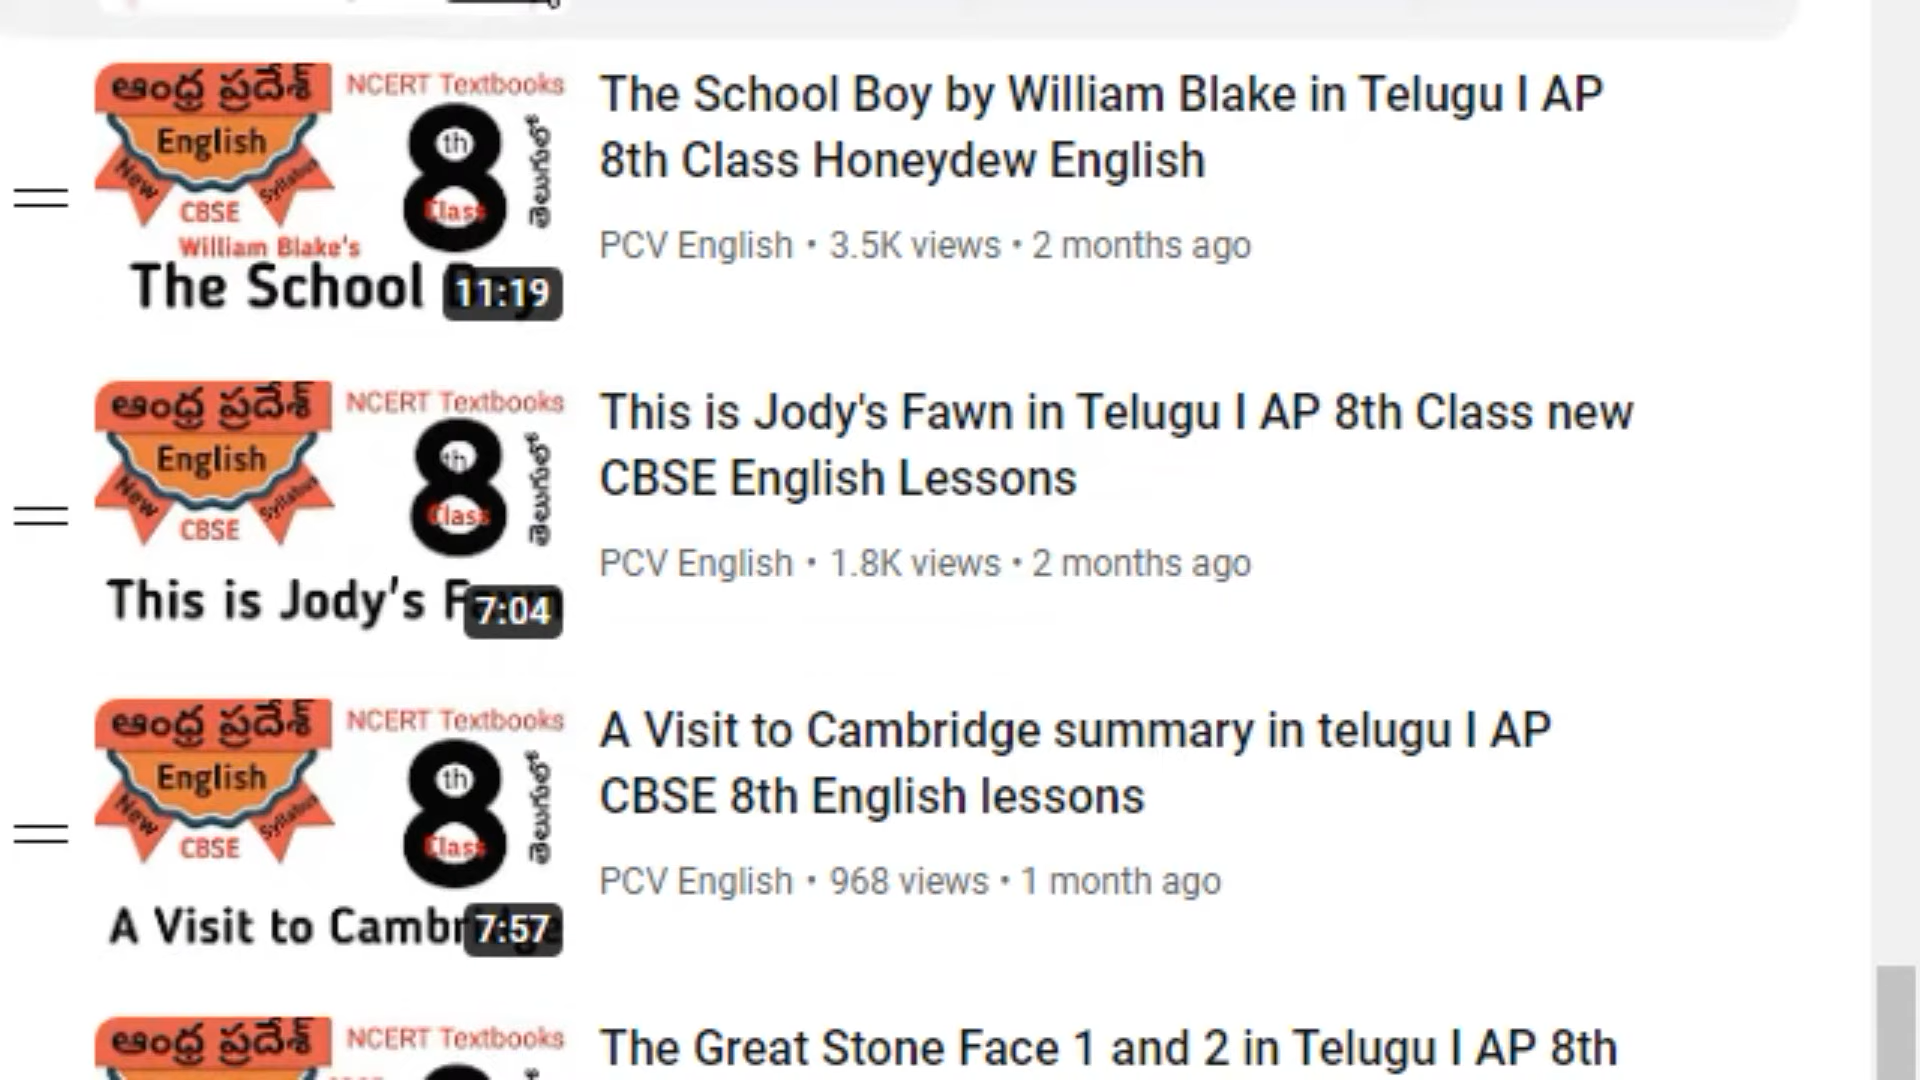 ఆంధ్ర ప్రదేశ్
NCERT Textbooks
English
New
Syllabus
CBSE
8
th
Class
తెలుగులో
William Blake's
The School
11:19
The School Boy by William Blake in Telugu I AP
8th Class Honeydew English
PCV English • 3.5K views • 2 months ago
ఆంధ్ర ప్రదేశ్
NCERT Textbooks
English
New
Syllabus
CBSE
8
th
Class
తెలుగులో
This is Jody's
7:04
This is Jody's Fawn in Telugu I AP 8th Class new
CBSE English Lessons
PCV English • 1.8K views • 2 months ago
ఆంధ్ర ప్రదేశ్
NCERT Textbooks
English
New
Syllabus
CBSE
8
th
Class
తెలుగులో
A Visit to Cambridge
7:57
A Visit to Cambridge summary in telugu I AP
CBSE 8th English lessons
PCV English • 968 views • 1 month ago
ఆంధ్ర ప్రదేశ్
NCERT Textbooks
The Great Stone Face 1 and 2 in Telugu I AP 8th